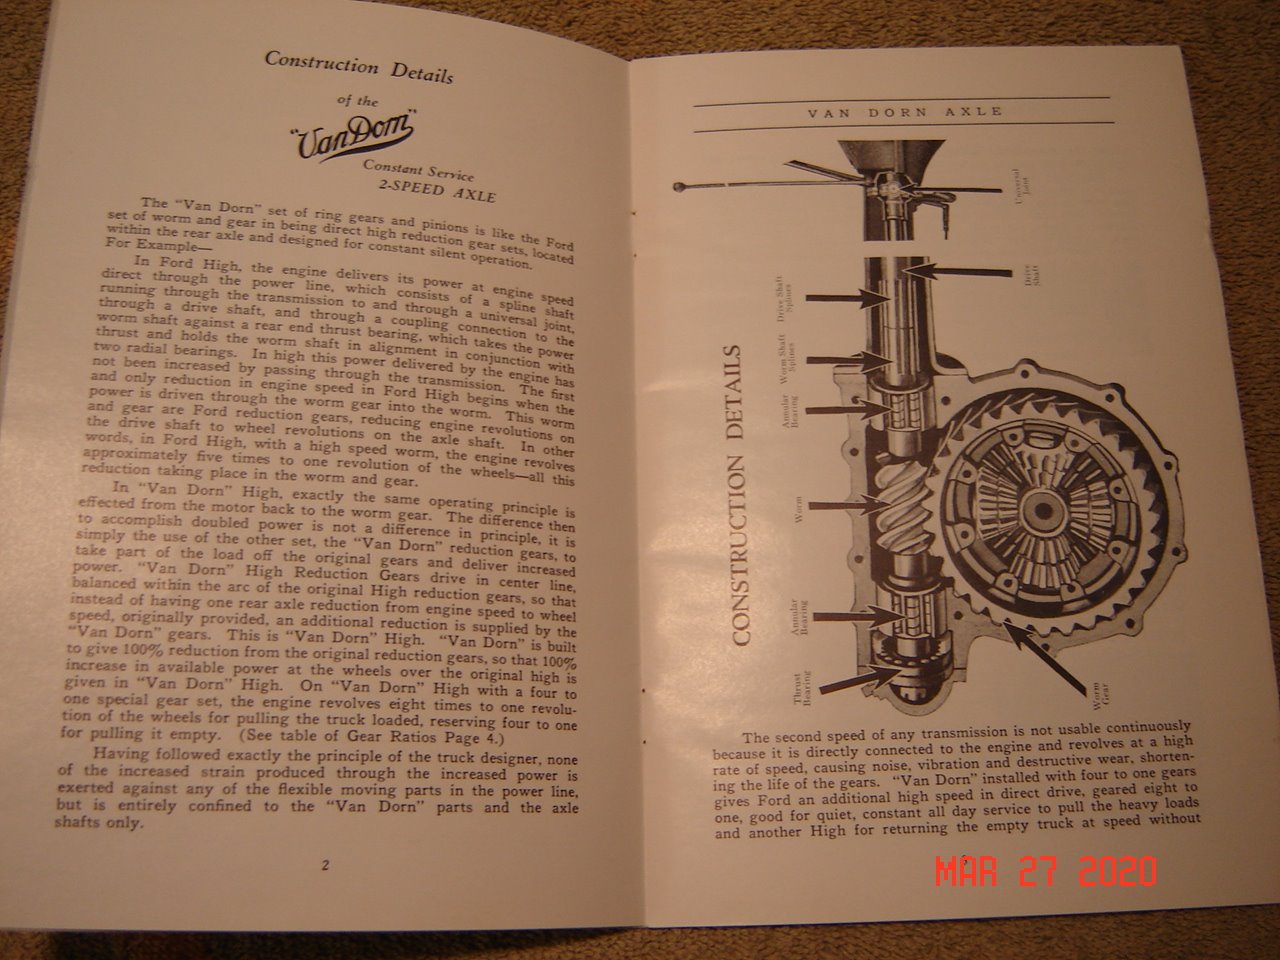 Construction Details
of the
"Van Dorn"
Constant Service
2-SPEED AXLE
The "Van Dorn" set of ring gears and pinions is like the Ford
set of worm and gear in being direct high reduction gear sets, located
within the rear axle and designed for constant silent operation.
For Example—
In Ford High, the engine delivers its power at engine speed
direct through the power line, which consists of a spline shaft
running through the transmission to and through a universal joint,
through a drive shaft, and through a coupling connection to the
worm shaft against a rear end thrust bearing, which takes the power
thrust and holds the worm shaft in alignment in conjunction with
two radial bearings. In high this power delivered by the engine has
not been increased by passing through the transmission. The first
and only reduction in engine speed in Ford High begins when the
power is driven through the worm gear into the worm. This worm
and gear are Ford reduction gears, reducing engine revolutions on
the drive shaft to wheel revolutions on the axle shaft. In other
words, in Ford High, with a high speed worm, the engine revolves
approximately five times to one revolution of the wheels—all this
reduction taking place in the worm and gear.
In "Van Dorn" High, exactly the same operating principle is
effected from the motor back to the worm gear. The difference then
to accomplish doubled power is not a difference in principle, it is
simply the use of the other set, the "Van Dorn" reduction gears, to
take part of the load off the original gears and deliver increased
power. "Van Dorn" High Reduction Gears drive in center line,
balanced within the arc of the original High reduction gears, so that
instead of having one rear axle reduction from engine speed to wheel
speed, originally provided, an additional reduction is supplied by the
"Van Dorn" gears. This is "Van Dorn" High. "Van Dorn" is built
to give 100% reduction from the original reduction gears, so that 100%
increase in available power at the wheels over the original high is
given in "Van Dorn" High. On "Van Dorn" High with a four to
one special gear set, the engine revolves eight times to one revolu-
tion of the wheels for pulling the truck loaded, reserving four to one
for pulling it empty. (See table of Gear Ratios Page 4.)
Having followed exactly the principle of the truck designer, none
of the increased strain produced through the increased power is
exerted against any of the flexible moving parts in the power line,
but is entirely confined to the "Van Dorn" parts and the axle
shafts only.
2
VAN DORN AXLE
CONSTRUCTION DETAILS
Universal
Joint
Drive
Shaft
Drive Shaft
Splines
Worm Shaft
Splines
Annular
Bearing
Worm
Annular
Bearing
Thrust
Bearing
Worm
Gear
The second speed of any transmission is not usable continuously
because it is directly connected to the engine and revolves at a high
rate of speed, causing noise, vibration and destructive wear, shorten-
ing the life of the gears. "Van Dorn" installed with four to one gears
gives Ford an additional high speed in direct drive, geared eight to
one, good for quiet, constant all day service to pull the heavy loads
and another High for returning the empty truck at speed without
MAR 27 2020